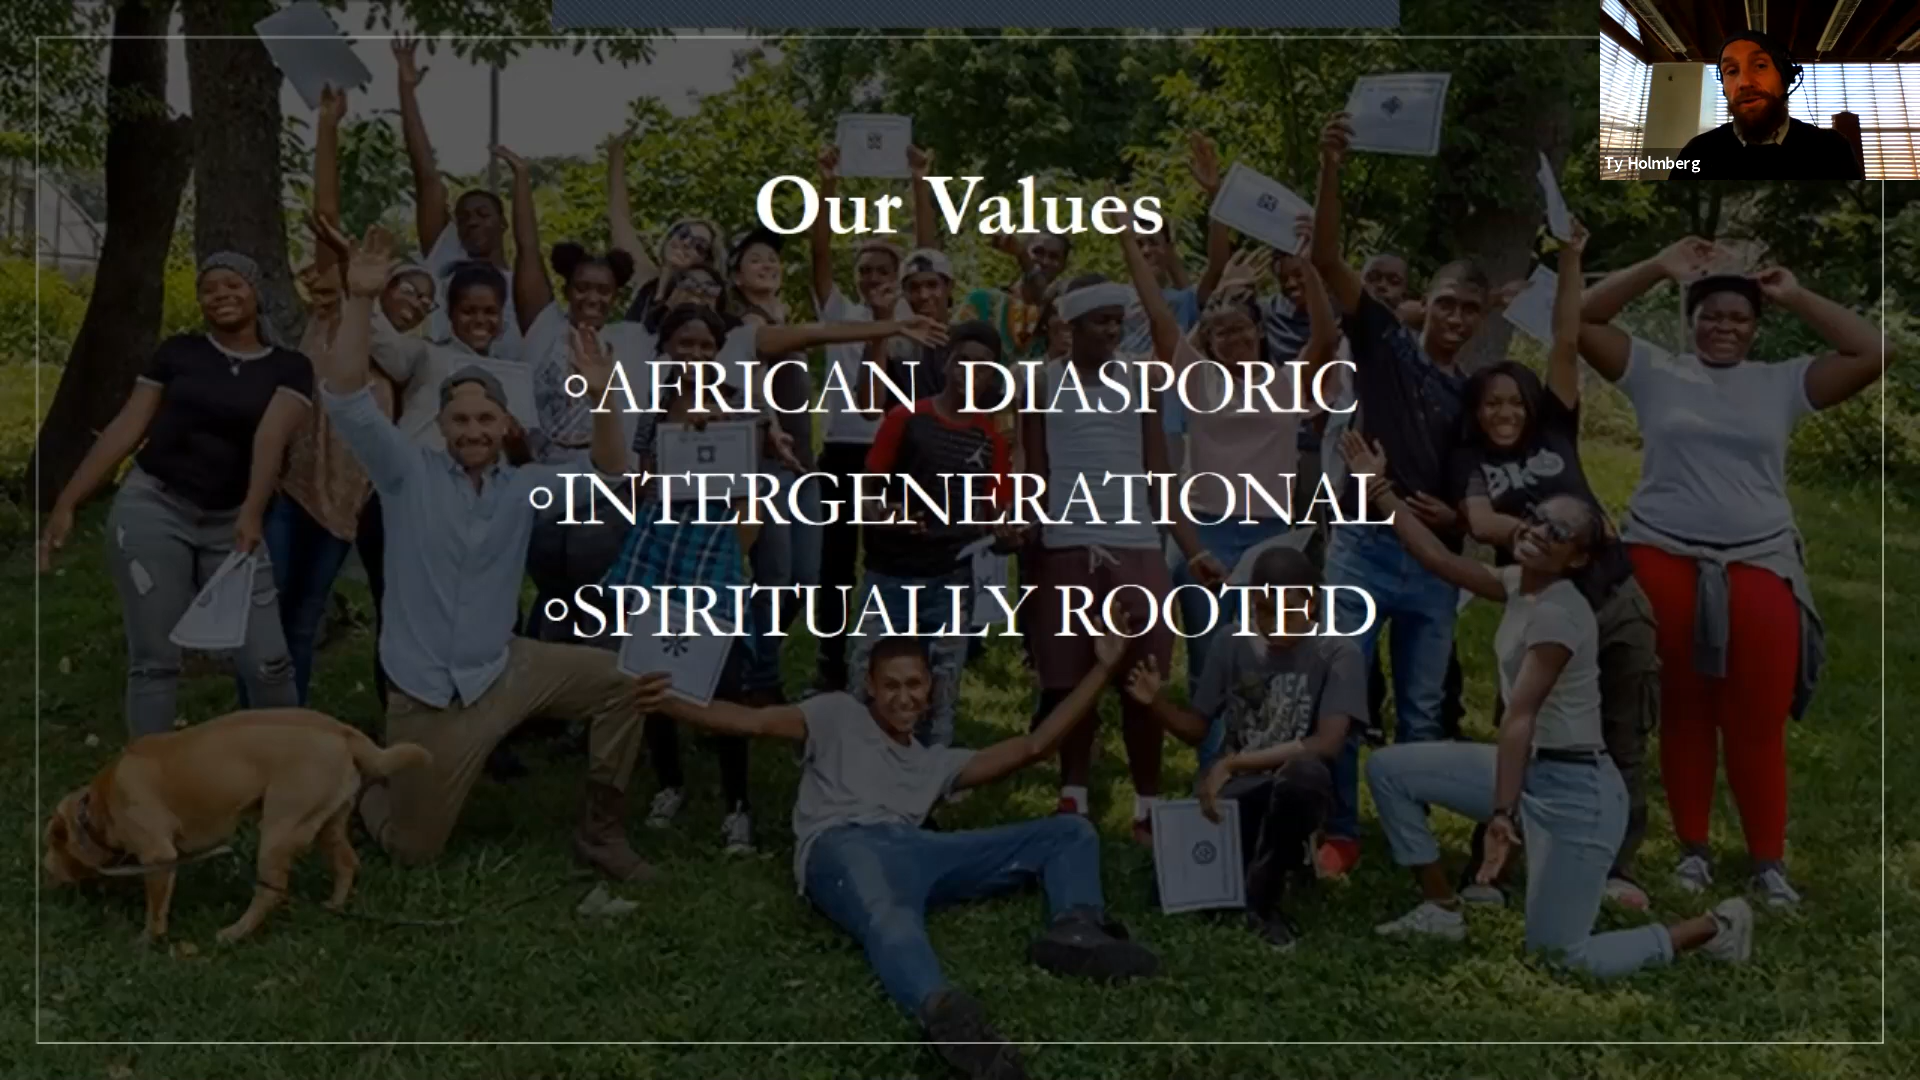 Ty Holmberg
Our Values
◦AFRICAN DIASPORIC
◦INTERGENERATIONAL
◦SPIRITUALLY ROOTED